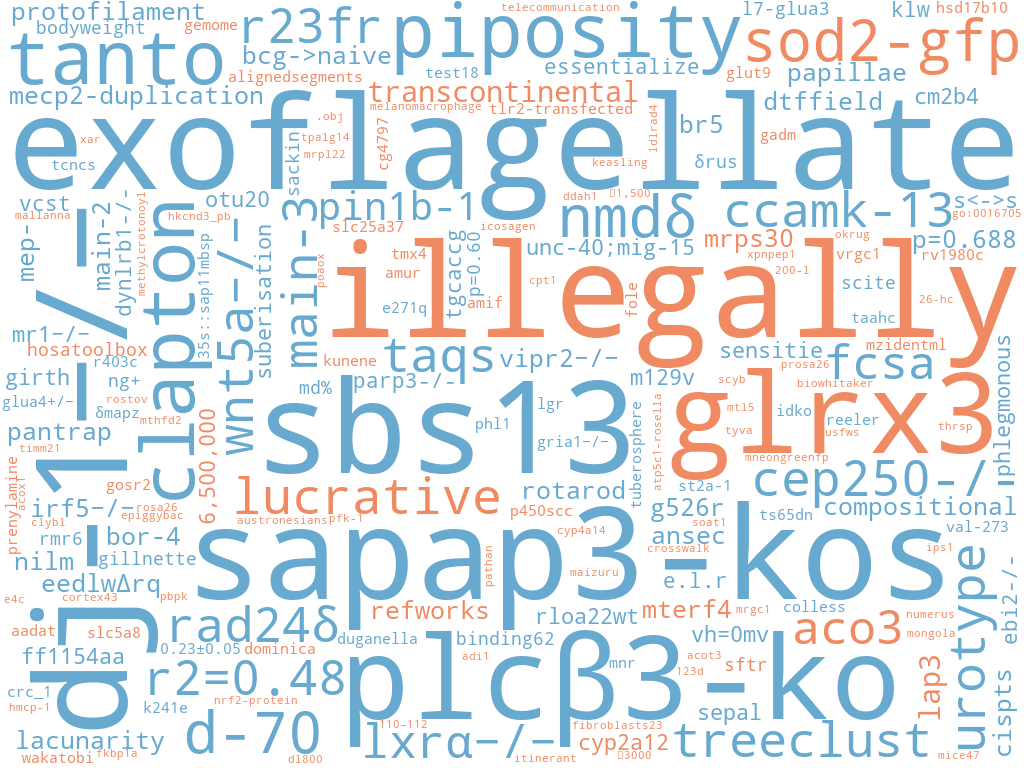 protofilament
telecommunication
l7-glua3
klw
hsd17b10
bodyweight
gemome
r23fr
piposity
sod2-gfp
tanto
bcg->naive
test18
essentialize
glut9
papillae
alignedsegments
mecp2-duplication
transcontinental
dtffield
cm2b4
melanomacrophage
tlr2-transfected
exoflagellate
.obj
tpalg14
mrp122
cg4797
ldlrad4
br5
gadm
xar
tcncs
sackin
keasling
δrus
vcst
mallanna
otu20
hkcnd3_pb
pin1b-1
slc25a37
icosagen
ddah1
nmdδ
ccamk-13
s<->s
go:0016705
mep-
main-2
dynlrb1-/-
methylcrotonoyl
clapton
35s::sap11mbsp
wnt5a−/−
suberisation
main-3
poaox
illegally
tmx4
amur
e271q
tgcaccg
p=0.60
amif
unc-40;mig-15
cpt1
fole
mrps30
xpnpep1
200-1
okrug
vrgc1
p=0.688
rv1980c
scite
26-hc
taahc
mr1−/−
hosatoolbox
r403c
girth
ng+
glua4+/−
rostov
δmapz
mthfd2
kunene
taqs
vipr2−/−
sensitie
prosa26
fcsa
mzidentml
md%
parp3-/-
m129v
scyb
biowhitaker
phlegmonous
sbs13
lgr
phl1
gria1−/−
tuberosphere
atp5c1-rosella
glrx3
mt15
tyva
idko
reeler
usfws
thrsp
pantrap
timm21
6,500,000
mneongreenfp
cep250-/
prenylamine
acox1
gosr2
lucrative
rotarod
st2a-1
irf5−/−
rosa26
clybl
epiggybac
austronesians
pfk-1
p450scc
g526r
soat1
ts65dn
compositional
val-273
rmr6
bor-4
cyp4a14
ansec
nilm
gillnette
sapap3-kos
crosswalk
ips1
pathan
maizuru
e.l.r
eedlwδrq
e4c
cortex43
pbpk
refworks
rloa22wt
mterf4
mrgc1
colless
numerus
urotype
ebi2-/-
aadat
slc5a8
rad24δ
duganella
binding62
vh=0mv
aco3
mongola
ff1154aa
0.23±0.05
dominica
dj-1−/−
plcβ3-ko
adi1
mnr
acot3
123d
sftr
lap3
crc_1
hmcp-1
r2=0.48
nrf2-protein
k241e
sepal
cispts
lacunarity
d-70
110–112
fibroblasts23
wakatobi
fkbp1a
d1800
lxrα−/−
itinerant
cyp2a12
treeclust
mice47